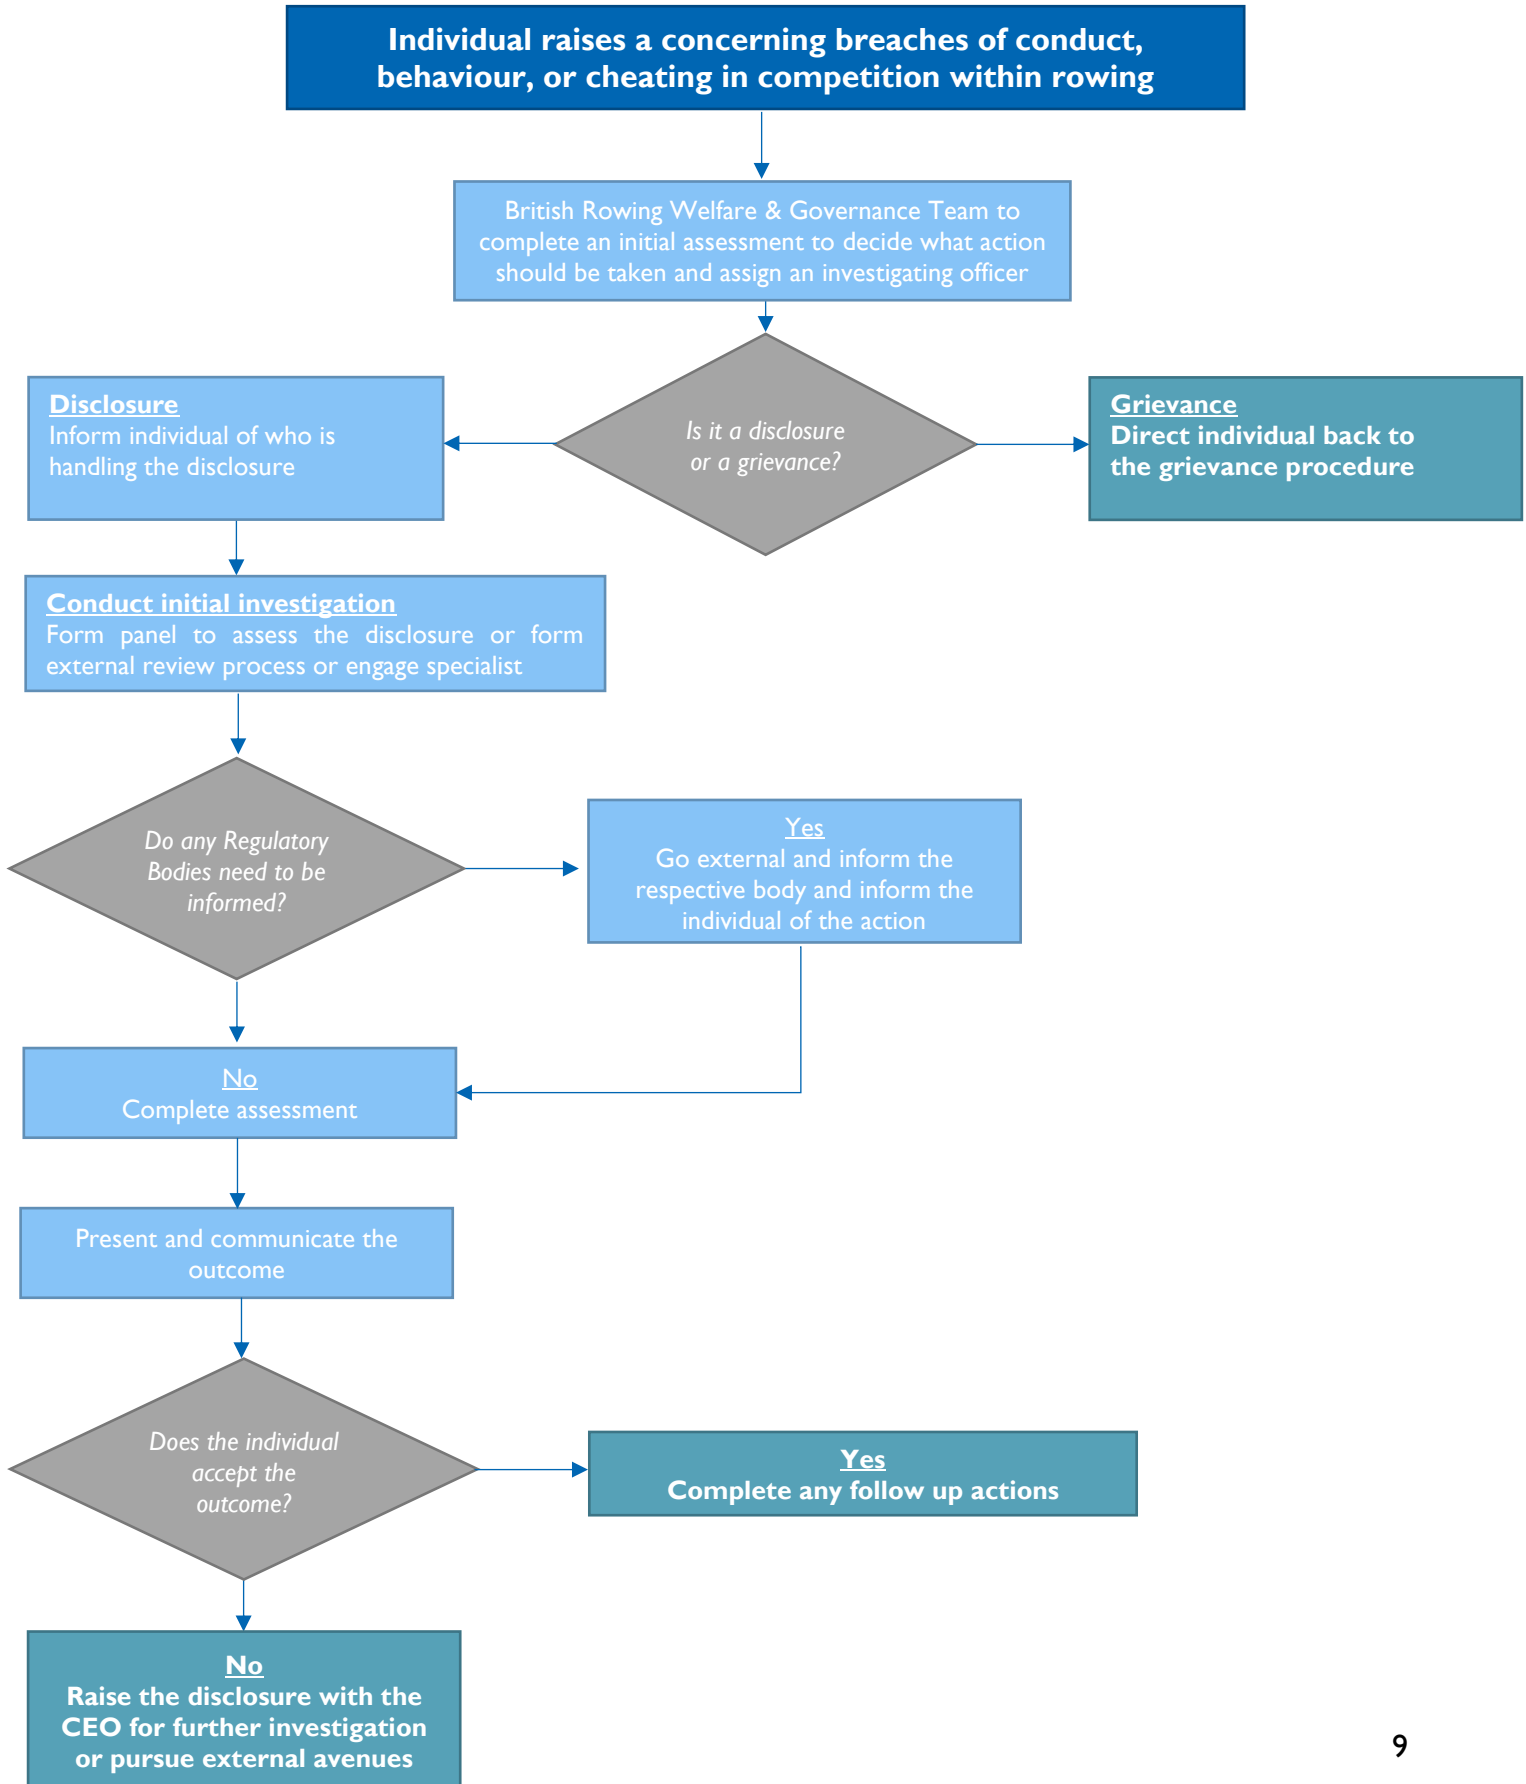 Individual raises a concerning breaches of conduct,
behaviour, or cheating in competition within rowing
British Rowing Welfare & Governance Team to
complete an initial assessment to decide what action
should be taken and assign an investigating officer
Disclosure
Inform individual of who is
handling the disclosure
Is it a disclosure
or a grievance?
Grievance
Direct individual back to
the grievance procedure
Conduct initial investigation
Form panel to assess the disclosure or form
external review process or engage specialist
Do any Regulatory
Bodies need to be
informed?
Yes
Go external and inform the
respective body and inform the
individual of the action
No
Complete assessment
Present and communicate the
outcome
Does the individual
accept the
outcome?
Yes
Complete any follow up actions
No
Raise the disclosure with the
CEO for further investigation
or pursue external avenues
9